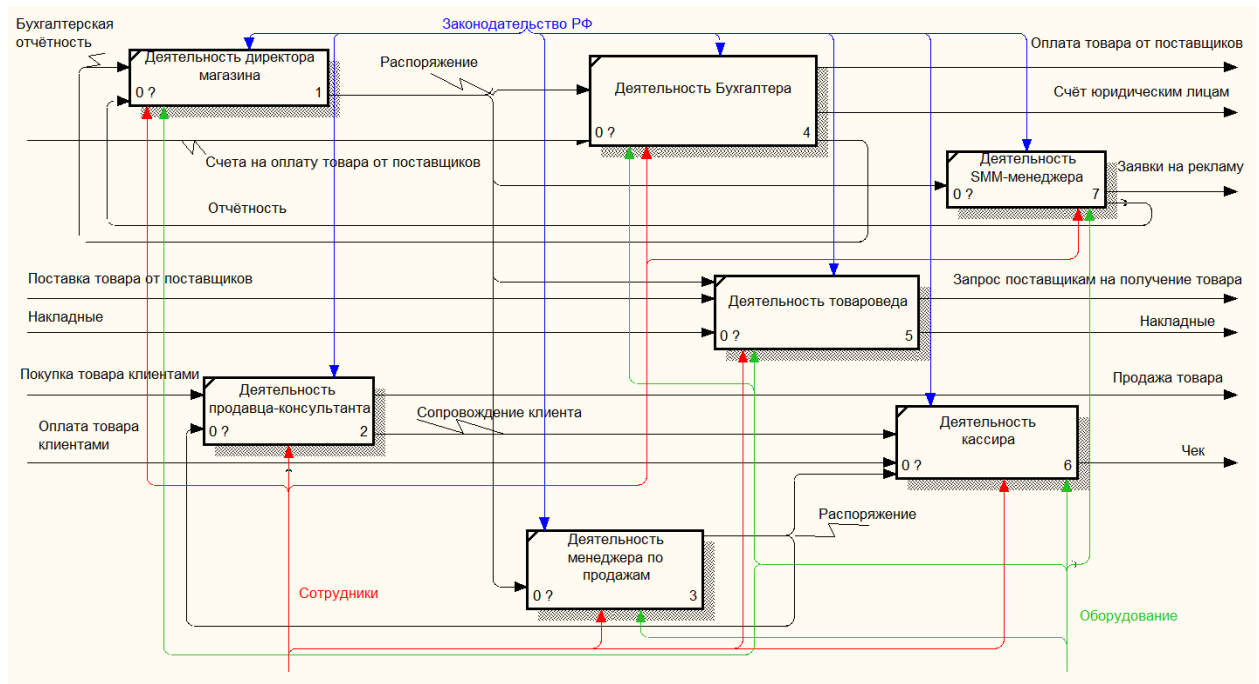 Бухгалтерская
отчётность
Законодательство РФ
Оплата товара от поставщиков
Деятельность директора
магазина
0 ?
1
Распоряжение
Деятельность Бухгалтера
0 ?
4
Счёт юридическим лицам
Счета на оплату товара от поставщиков
Деятельность
SMM-менеджера
0 ?
7
Заявки на рекламу
Отчётность
Поставка товара от поставщиков
Деятельность товароведа
0 ?
5
Запрос поставщикам на получение товара
Накладные
Накладные
Покупка товара клиентами
Деятельность
продавца-консультанта
0 ?
2
Продажа товара
Сопровождение клиента
Оплата товара
клиентами
Деятельность
кассира
0 ?
6
Чек
Распоряжение
Деятельность
менеджера по
продажам
0 ?
3
Сотрудники
Оборудование